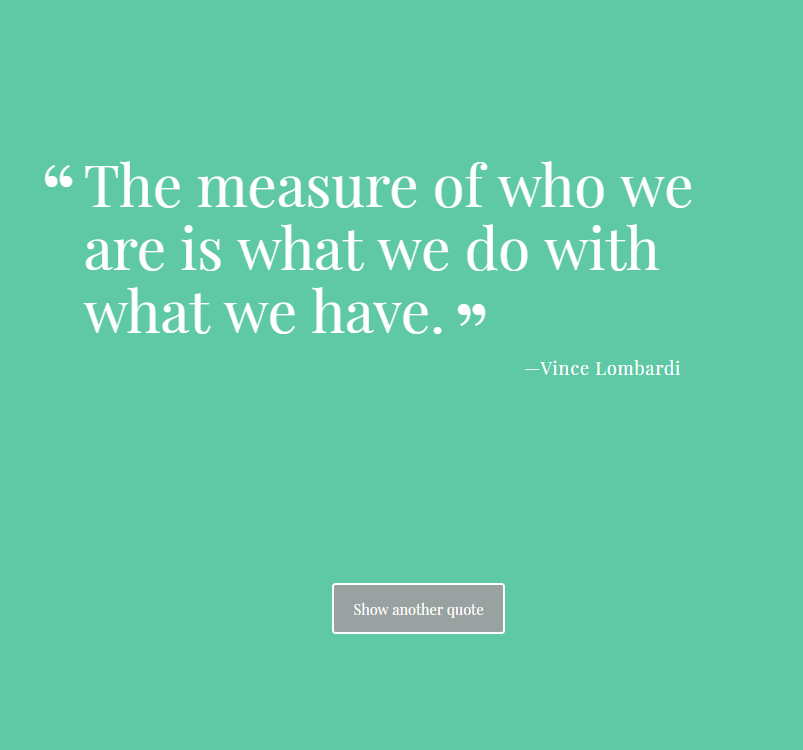 “The measure of who we
are is what we do with
what we have. ”
—Vince Lombardi
Show another quote